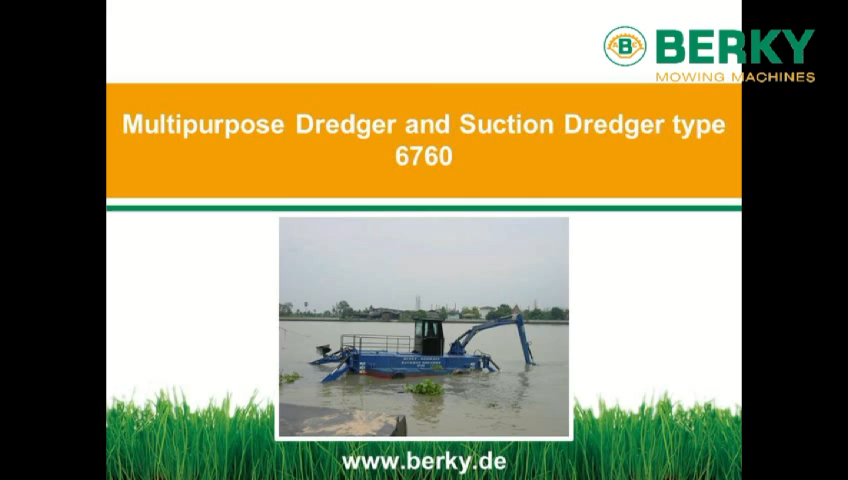 BERKY
MOWING MACHINES
Multipurpose Dredger and Suction Dredger type
6760
www.berky.de